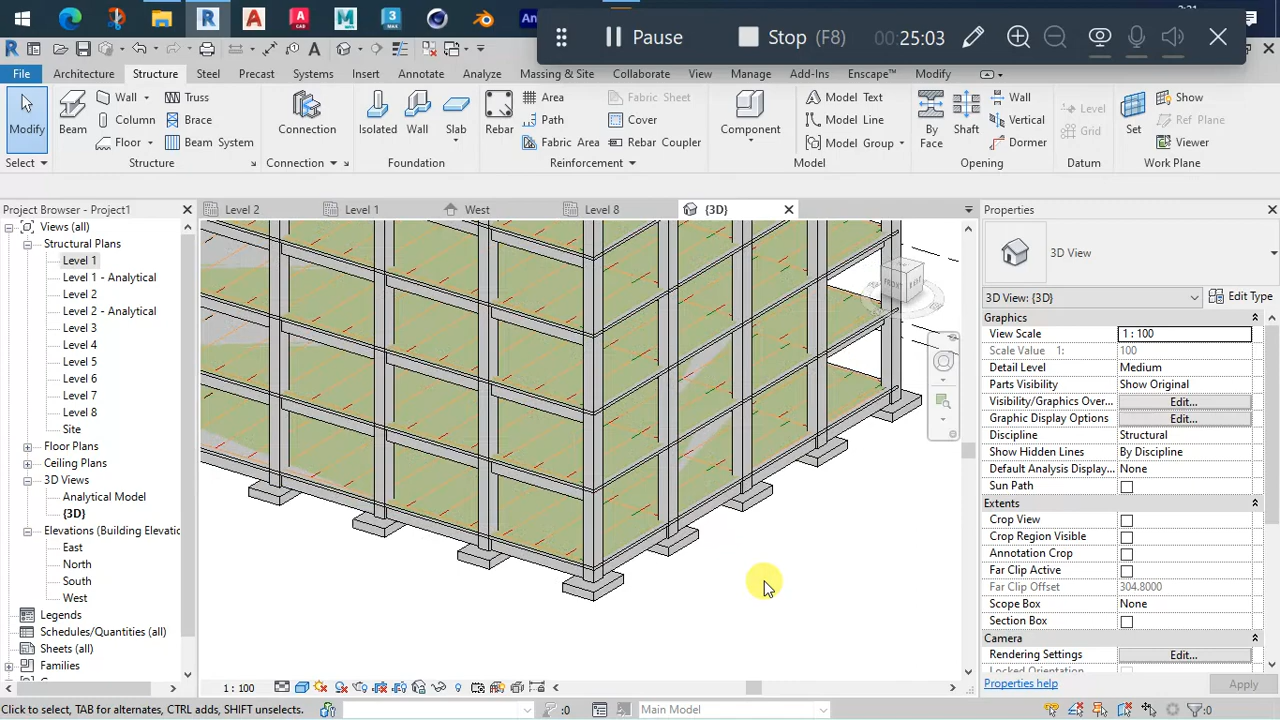 Pause
Stop (F8)
00:25:03
File
Architecture
Structure
Steel
Precast
Systems
Insert
Annotate
Analyze
Massing & Site
Collaborate
View
Manage
Add-Ins
Enscape™
Modify
Modify
Beam
Wall
Column
Floor
Truss
Brace
Beam System
Connection
Isolated
Wall
Slab
Rebar
Area
Path
Fabric Area
Fabric Sheet
Cover
Rebar Coupler
Component
Model Text
Model Line
Model Group
By
Face
Shaft
Wall
Vertical
Dormer
Level
Grid
Set
Show
Ref Plane
Viewer
Select
Structure
Connection
Foundation
Reinforcement
Model
Opening
Datum
Work Plane
Project Browser - Project1
Level 2
Level 1
West
Level 8
{3D}
Properties
Views (all)
Structural Plans
Level 1
Level 1 - Analytical
Level 2
Level 2 - Analytical
Level 3
Level 4
Level 5
Level 6
Level 7
Level 8
Site
Floor Plans
Ceiling Plans
3D Views
Analytical Model
{3D}
Elevations (Building Elevatic
East
North
South
West
Legends
Schedules/Quantities (all)
Sheets (all)
Families
FRONT
3D View
3D View: {3D}
Edit Type
Graphics
View Scale
1 : 100
Scale Value 1:
100
Detail Level
Medium
Parts Visibility
Show Original
Visibility/Graphics Over...
Edit...
Graphic Display Options
Edit...
Discipline
Structural
Show Hidden Lines
By Discipline
Default Analysis Display...
None
Sun Path
Extents
Crop View
Crop Region Visible
Annotation Crop
Far Clip Active
Far Clip Offset
304.8000
Scope Box
None
Section Box
Camera
Rendering Settings
Edit...
Properties help
Apply
1 : 100
Click to select, TAB for alternates, CTRL adds, SHIFT unselects.
:0
Main Model
:0